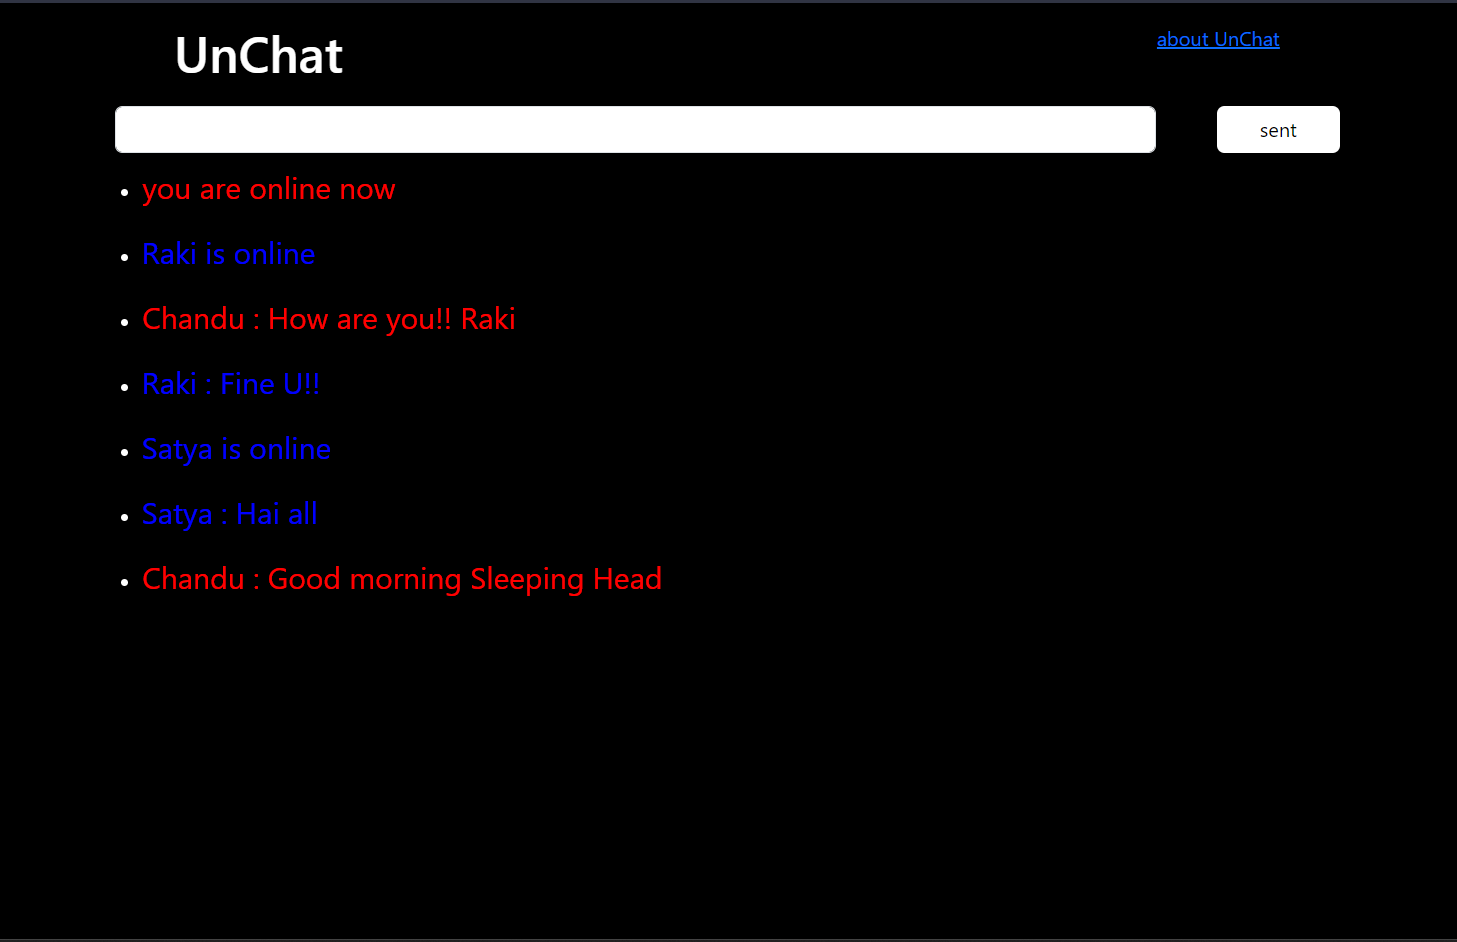 UnChat
about UnChat
sent
you are online now
Raki is online
Chandu : How are you!! Raki
Raki : Fine U!!
Satya is online
Satya : Hai all
Chandu : Good morning Sleeping Head